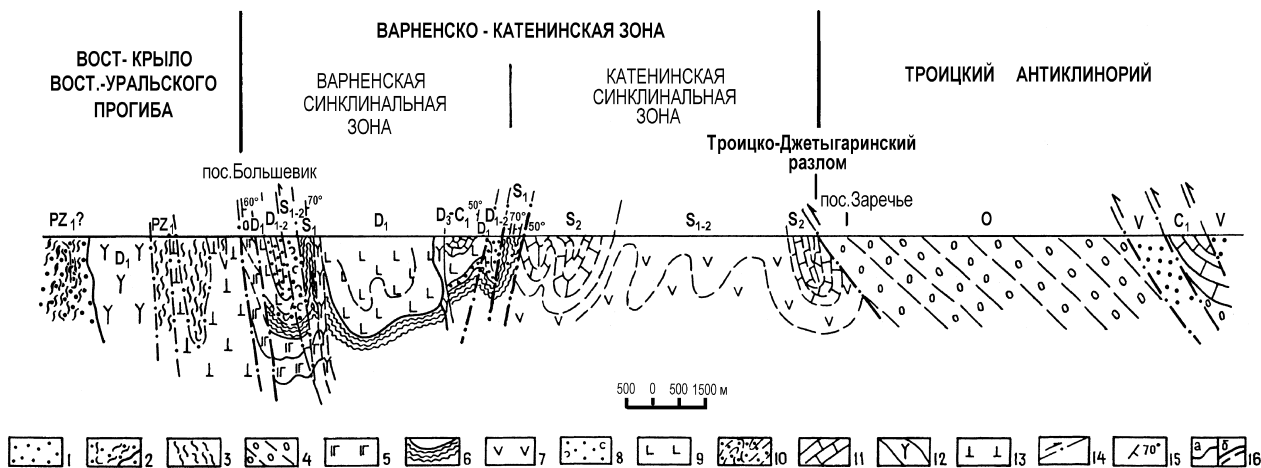 ВАРНЕНСКО - КАТЕНИНСКАЯ ЗОНА
ВОСТ- КРЫЛО
ВОСТ.-УРАЛЬСКОГО
ПРОГИБА
ВАРНЕНСКАЯ
СИНКЛИНАЛЬНАЯ
ЗОНА
КАТЕНИНСКАЯ
СИНКЛИНАЛЬНАЯ
ЗОНА
ТРОИЦКИЙ АНТИКЛИНОРИЙ
Троицко-Джетыгаринский
разлом
пос.Большевик
пос.Заречье
PZ1? PZ1 60° O D1 D1-2 S1-2 70° S1 D1 D3-C1 50° D1 D1-2 S1 70° 50° S2 S1-2 S2 O V C1 V
D1
500 0 500 1500 м
1 2 3 4 5 6 7 8 9 10 11 12 13 14 70° 15 а б 16